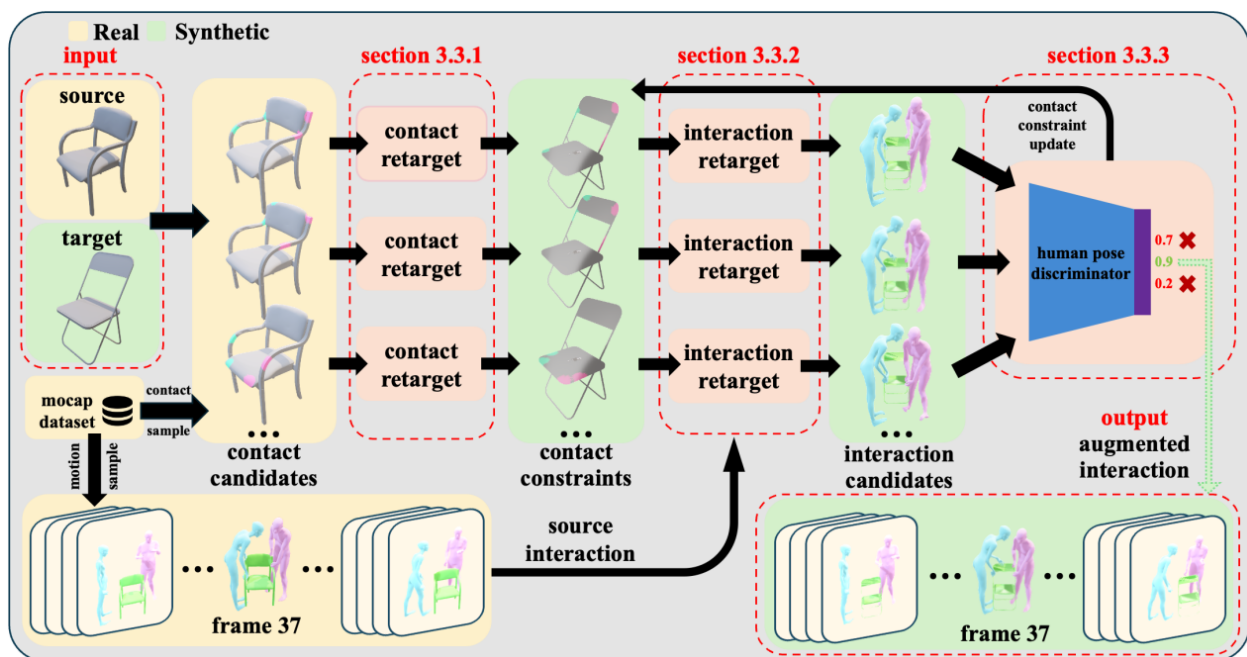 Real
Synthetic
input
section 3.3.1
section 3.3.2
section 3.3.3
source
target
contact
retarget
contact
retarget
contact
retarget
interaction
retarget
interaction
retarget
interaction
retarget
contact
constraint
update
human pose
discriminator
0.7
0.9
0.2
mocap
dataset
contact
sample
motion
sample
...
contact
candidates
...
contact
constraints
...
interaction
candidates
output
augmented
interaction
...
...
frame 37
source
interaction
...
...
frame 37